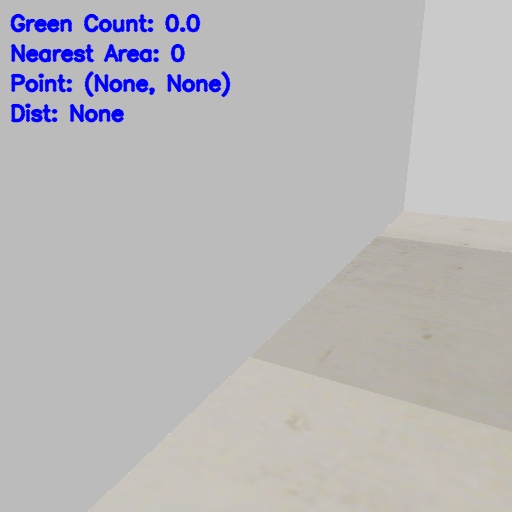 Green Count: 0.0
Nearest Area: 0
Point: (None, None)
Dist: None